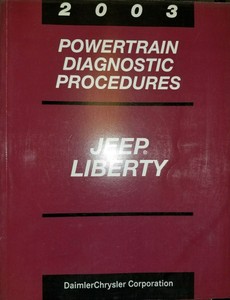 2003
POWERTRAIN
DIAGNOSTIC
PROCEDURES
JEEP®
LIBERTY
DaimlerChrysler Corporation